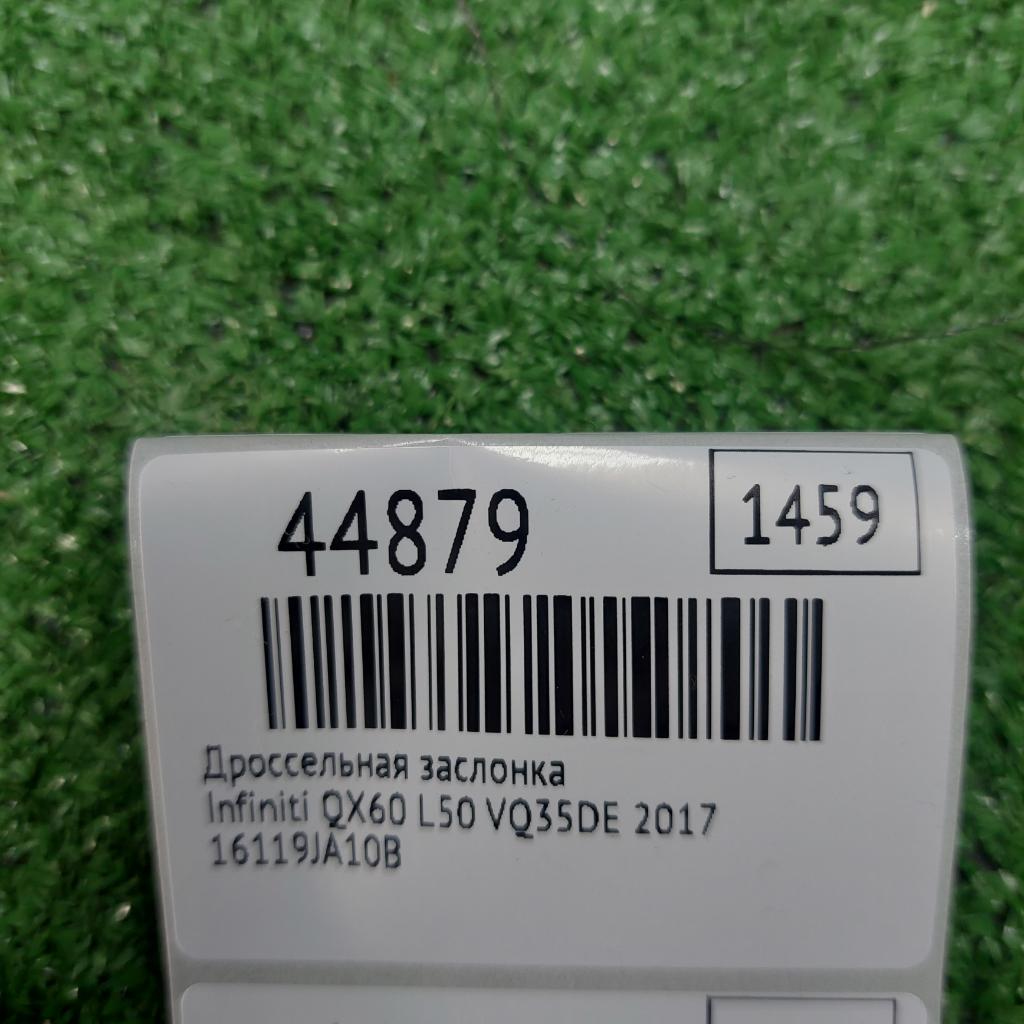 44879
1459
Дроссельная заслонка
Infiniti QX60 L50 VQ35DE 2017
16119JA10B